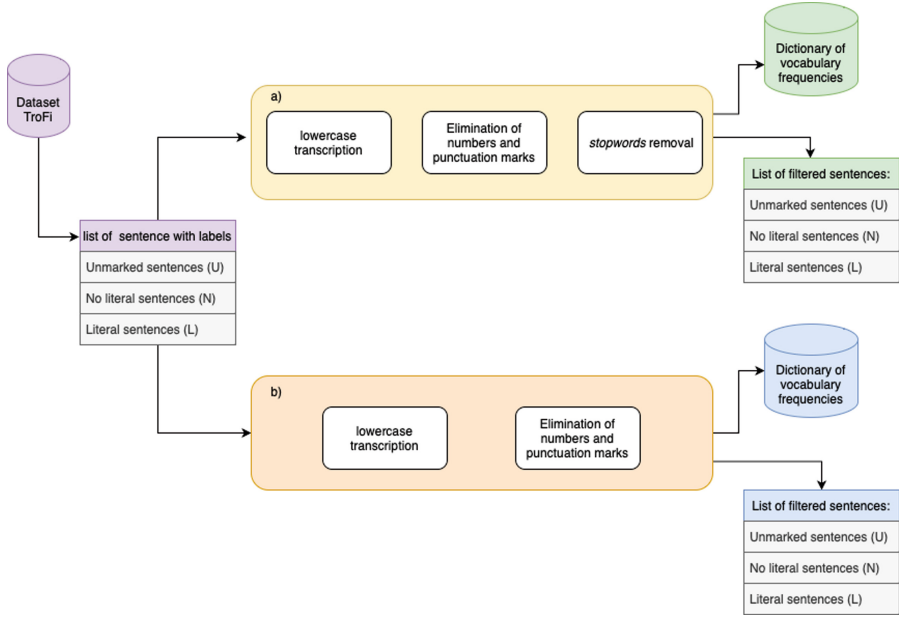 Dataset
TroFi
list of sentence with labels
Unmarked sentences (U)
No literal sentences (N)
Literal sentences (L)
a)
lowercase
transcription
Elimination of
numbers and
punctuation marks
stopwords removal
Dictionary of
vocabulary
frequencies
List of filtered sentences:
Unmarked sentences (U)
No literal sentences (N)
Literal sentences (L)
b)
lowercase
transcription
Elimination of
numbers and
punctuation marks
Dictionary of
vocabulary
frequencies
List of filtered sentences:
Unmarked sentences (U)
No literal sentences (N)
Literal sentences (L)